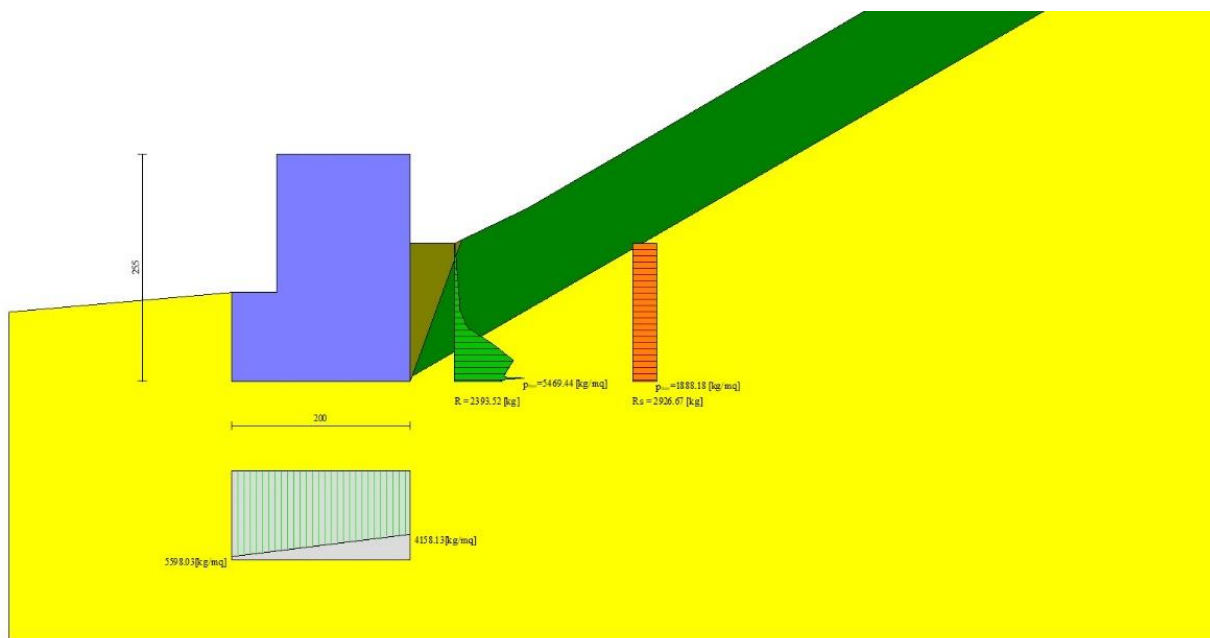 255
p =5469.44 [kg/mq]
p =1888.18 [kg/mq]
R = 2393.52 [kg]
Rs = 2926.67 [kg]
200
4158.13[kg/mq]
5598.03[kg/mq]